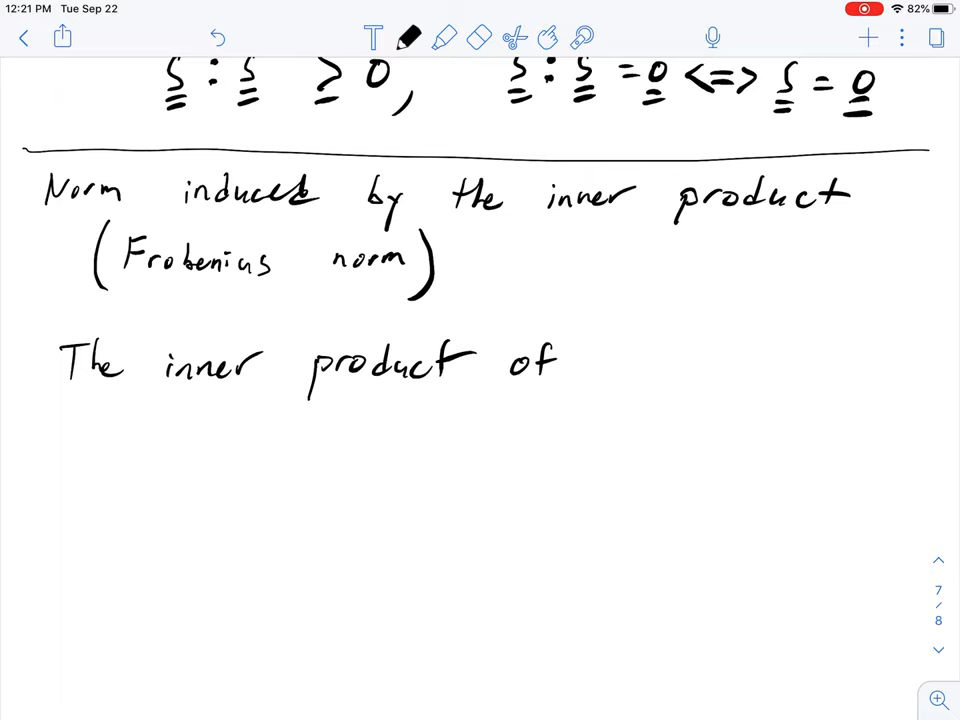 12:21 PM Tue Sep 22 82%
S : S ≥ 0, S : S = 0 <=> S = 0
Norm induced by the inner product
(Frobenius norm)
The inner product of
7
/
8